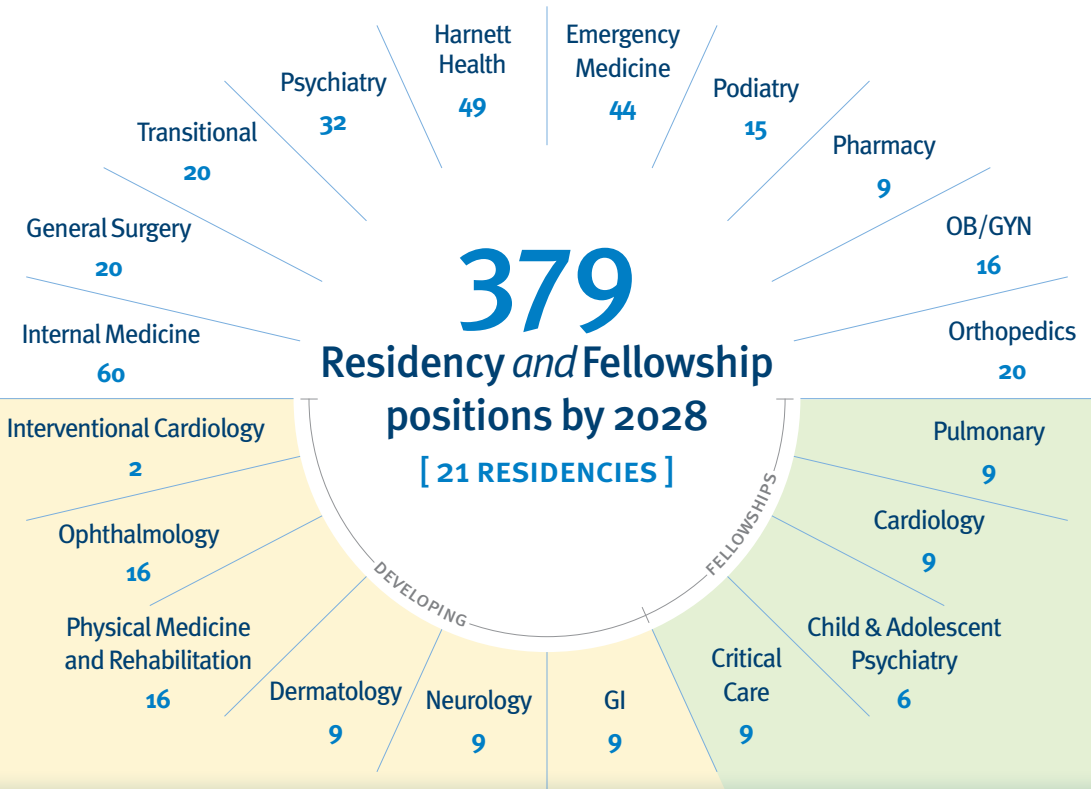 Harnett
Health
49
Emergency
Medicine
44
Psychiatry
32
Podiatry
15
Transitional
20
Pharmacy
9
General Surgery
20
OB/GYN
16
Internal Medicine
60
Orthopedics
20
379
Residency and Fellowship
positions by 2028
[ 21 RESIDENCIES ]
Interventional Cardiology
2
Pulmonary
9
Ophthalmology
16
Cardiology
9
DEVELOPING
FELLOWSHIPS
Physical Medicine
and Rehabilitation
16
Dermatology
9
Neurology
9
GI
9
Critical
Care
9
Child & Adolescent
Psychiatry
6